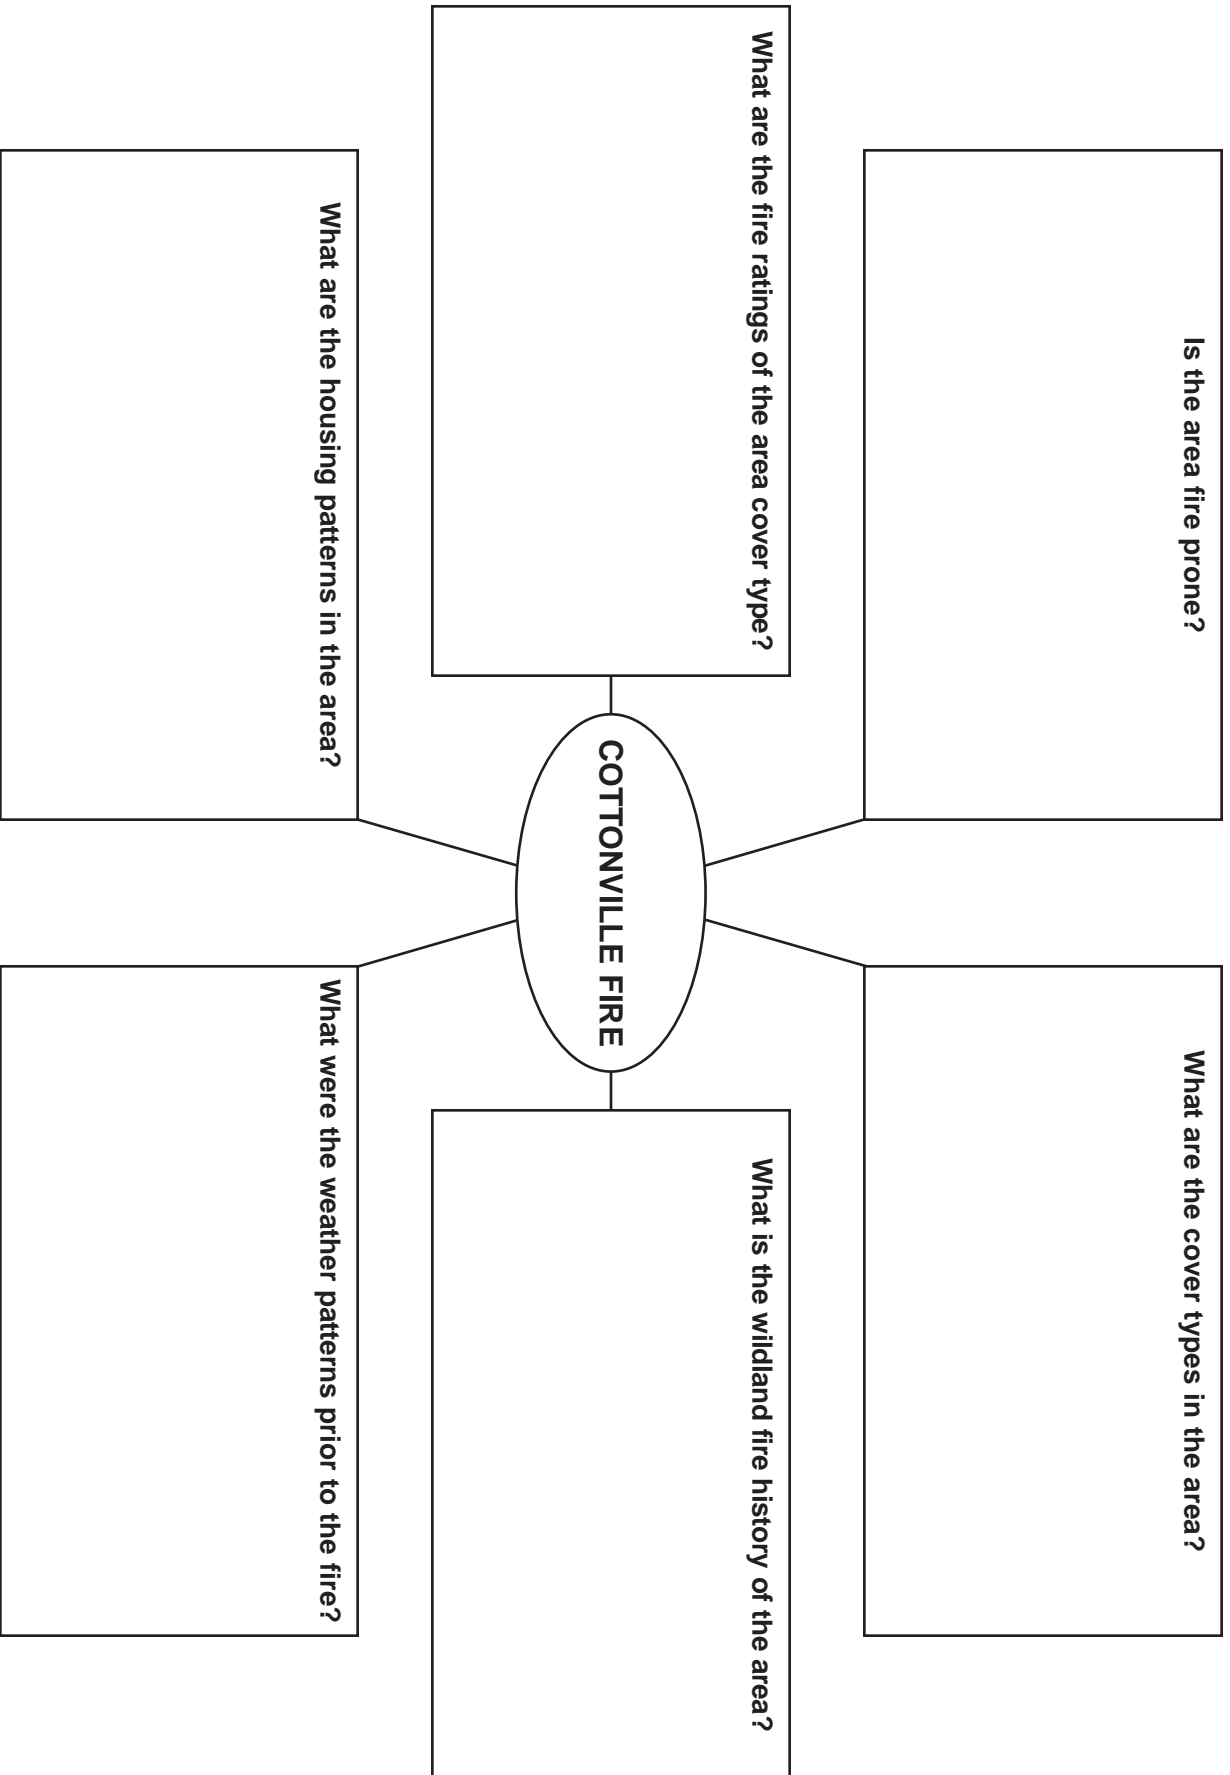 Is the area fire prone?
What are the cover types in the area?
What are the fire ratings of the area cover type?
COTTONVILLE FIRE
What is the wildland fire history of the area?
What are the housing patterns in the area?
What were the weather patterns prior to the fire?